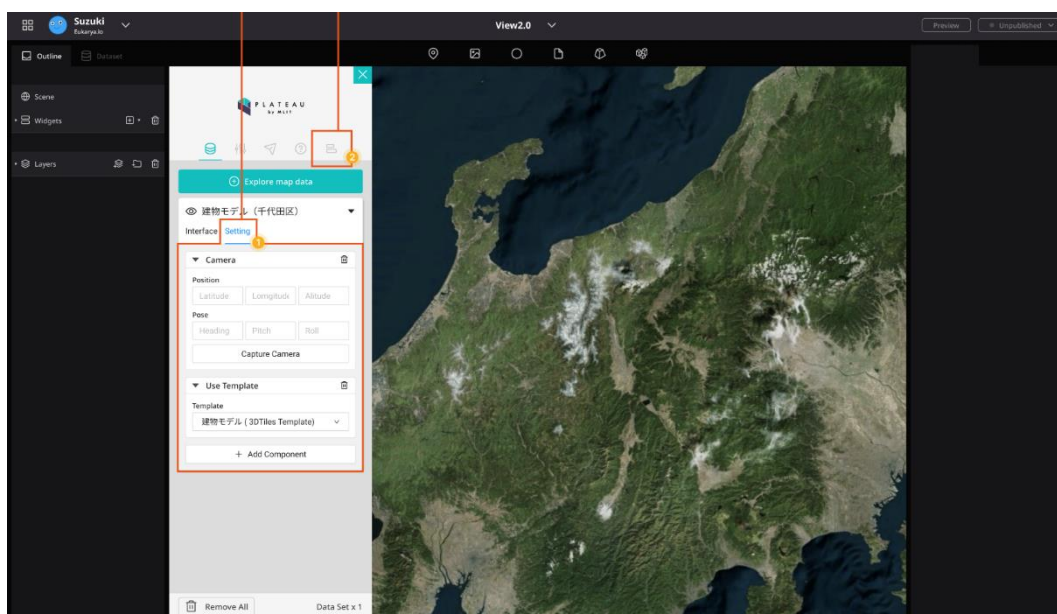 Suzuki
Eukarya.io
View2.0
Preview
Unpublished
Outline
Dataset
Scene
Widgets
Layers
PLATEAU
by MLIT
2
Explore map data
建物モデル（千代田区）
Interface
Setting
1
Camera
Position
Latitude
Longitude
Altitude
Pose
Heading
Pitch
Roll
Capture Camera
Use Template
Template
建物モデル ( 3DTiles Template)
+ Add Component
Remove All
Data Set x 1